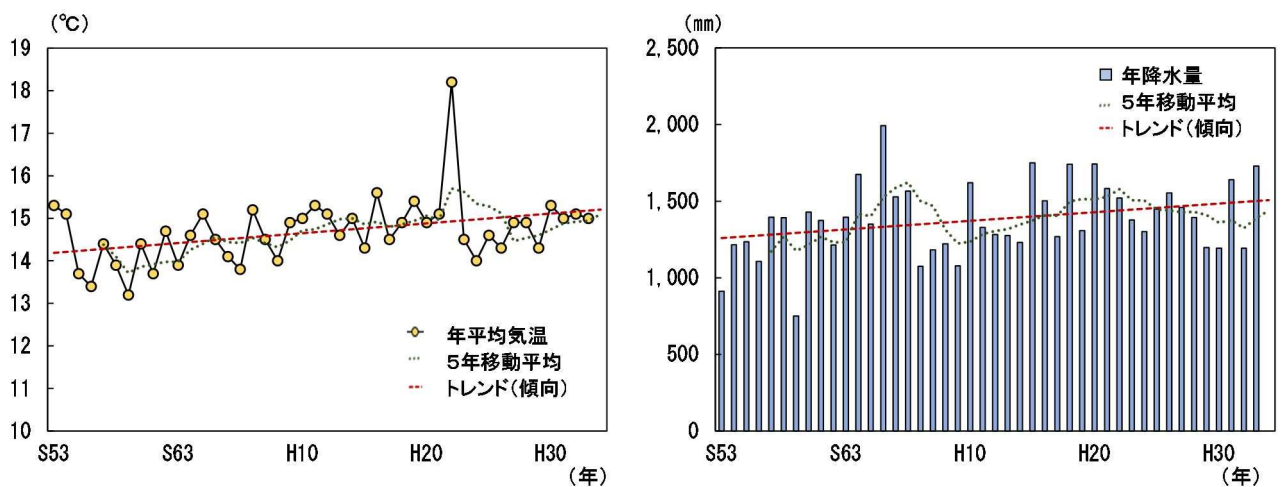 (℃)
19
18
17
16
15
14
13
12
11
10
年平均気温
5年移動平均
トレンド(傾向)
S53
S63
H10
H20
H30
(年)
(㎜)
2,500
2,000
1,500
1,000
500
0
年降水量
5年移動平均
トレンド(傾向)
S53
S63
H10
H20
H30
(年)